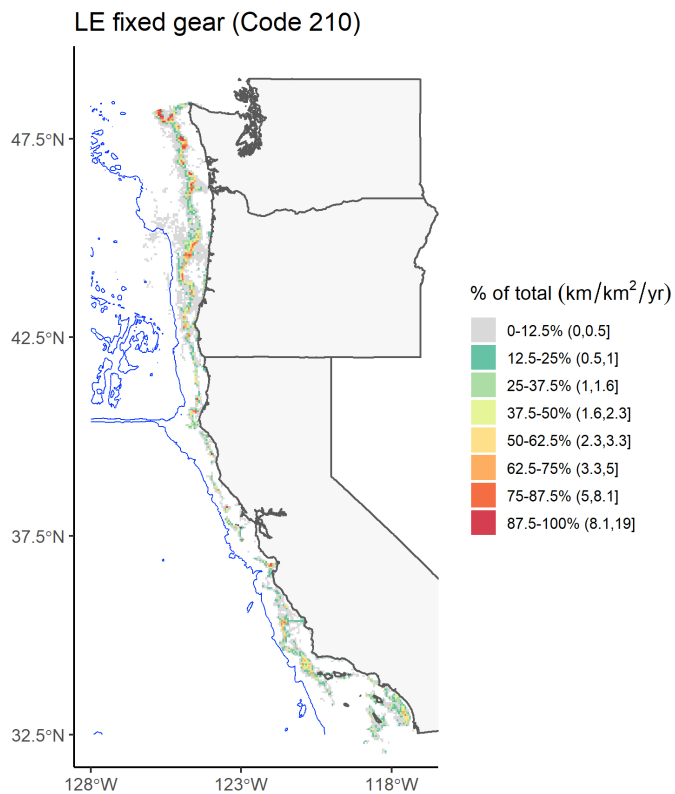 LE fixed gear (Code 210)
47.5°N
42.5°N
37.5°N
32.5°N
128°W
123°W
118°W
% of total (km/km²/yr)
0-12.5% (0,0.5]
12.5-25% (0.5,1]
25-37.5% (1,1.6]
37.5-50% (1.6,2.3]
50-62.5% (2.3,3.3]
62.5-75% (3.3,5]
75-87.5% (5,8.1]
87.5-100% (8.1,19]